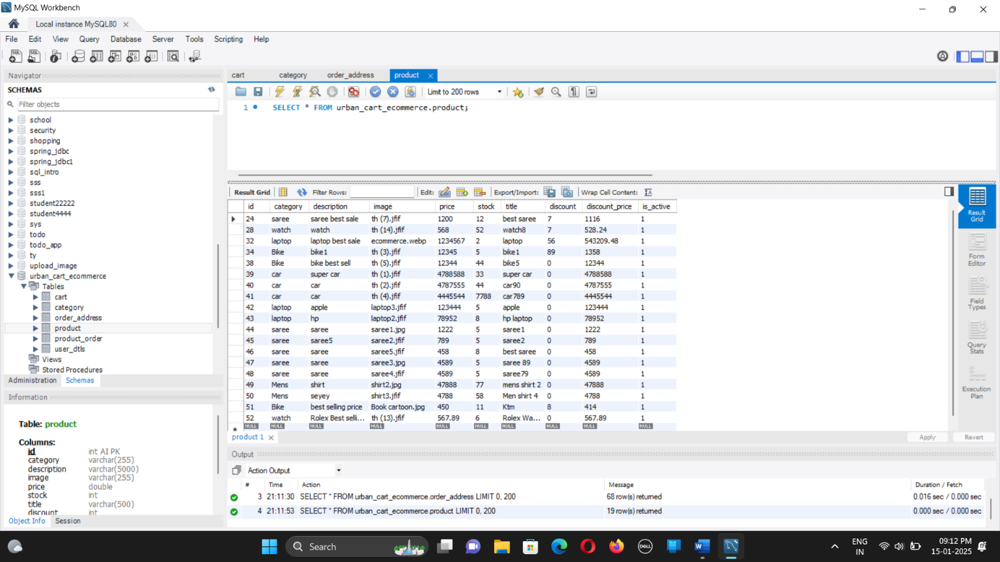 MySQL Workbench
Local instance MySQL80
File Edit View Query Database Server Tools Scripting Help
Navigator
SCHEMAS
Filter objects
school
security
shopping
spring_jdbc
spring_jdbc1
sql_intro
sss
sss1
student22222
student4444
sys
todo
todo_app
ty
upload_image
urban_cart_ecommerce
Tables
cart
category
order_address
product
product_order
user_dtls
Views
Stored Procedures
Administration Schemas
Information
Table: product
Columns:
id int AI PK
category varchar(255)
description varchar(5000)
image varchar(255)
price double
stock int
title varchar(500)
discount int
Object Info Session
cart category order_address product
Limit to 200 rows
1 SELECT * FROM urban_cart_ecommerce.product;
Result Grid Filter Rows: Edit: Export/Import: Wrap Cell Content:
id category description image price stock title discount discount_price is_active
24 saree saree best sale th (7).jfif 1200 12 best saree 7 1116 1
28 watch watch th (14).jfif 568 52 watch8 7 528.24 1
32 laptop laptop best sale ecommerce.webp 1234567 2 laptop 56 543209.48 1
34 Bike bike1 th (3).jfif 12345 5 bike1 89 1358 1
38 Bike bike best sell th (5).jfif 12344 44 bike5 0 12344 1
39 car super car th (1).jfif 4788588 33 super car 0 4788588 1
40 car car th (2).jfif 4787555 44 car90 0 4787555 1
41 car car th (4).jfif 4445544 7788 car789 0 4445544 1
42 laptop apple laptop3.jfif 123444 5 apple 0 123444 1
43 laptop hp laptop2.jfif 78952 8 hp laptop 0 78952 1
44 saree saree saree1.jpg 1222 5 saree1 0 1222 1
45 saree saree5 saree2.jfif 789 5 saree2 0 789 1
46 saree saree saree5.jfif 458 8 best saree 0 458 1
47 saree saree saree3.jpg 4589 5 saree 89 0 4589 1
48 saree saree saree4.jfif 4589 5 saree79 0 4589 1
49 Mens shirt shirt2.jpg 47888 77 mens shirt 2 0 47888 1
50 Mens seyey shirt3.jfif 4788 58 Men shirt 4 0 4788 1
51 Bike best selling price Book cartoon.jpg 450 11 Ktm 8 414 1
52 watch Rolex Best selli... th (13).jfif 567.89 6 Rolex Wa... 0 567.89 1
NULL NULL NULL NULL NULL NULL NULL NULL NULL NULL
Result Grid
Form Editor
Field Types
Query Stats
Execution Plan
product 1
Apply Revert
Output
Action Output
# Time Action Message Duration / Fetch
3 21:11:30 SELECT * FROM urban_cart_ecommerce.order_address LIMIT 0, 200 68 row(s) returned 0.016 sec / 0.000 sec
4 21:11:53 SELECT * FROM urban_cart_ecommerce.product LIMIT 0, 200 19 row(s) returned 0.000 sec / 0.000 sec
Search
DELL
ENG
IN
09:12 PM
15-01-2025